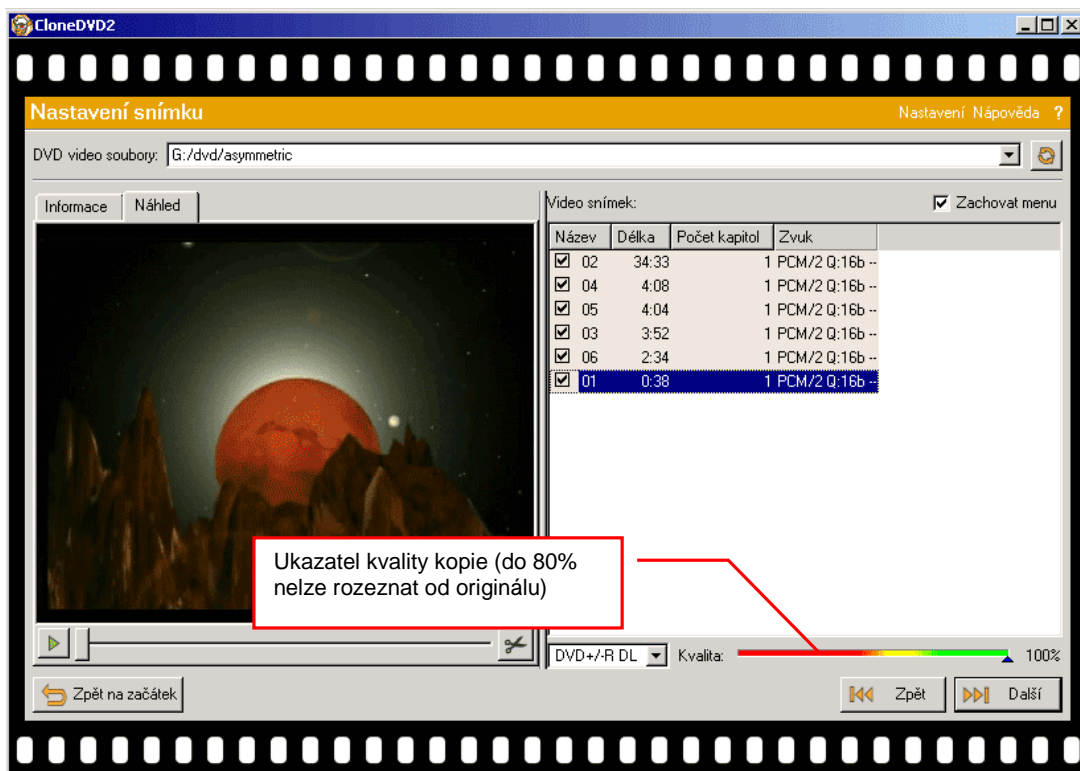 CloneDVD2
Nastavení snímku
Nastavení Nápověda ?
DVD video soubory: G:/dvd/asymmetric
Informace Náhled
Video snímek: Zachovat menu
Název Délka Počet kapitol Zvuk
02 34:33 1 PCM/2 Q:16b --
04 4:08 1 PCM/2 Q:16b --
05 4:04 1 PCM/2 Q:16b --
03 3:52 1 PCM/2 Q:16b --
06 2:34 1 PCM/2 Q:16b --
01 0:38 1 PCM/2 Q:16b --
Ukazatel kvality kopie (do 80%
nelze rozeznat od originálu)
DVD+/-R DL Kvalita: 100%
Zpět na začátek Zpět Další